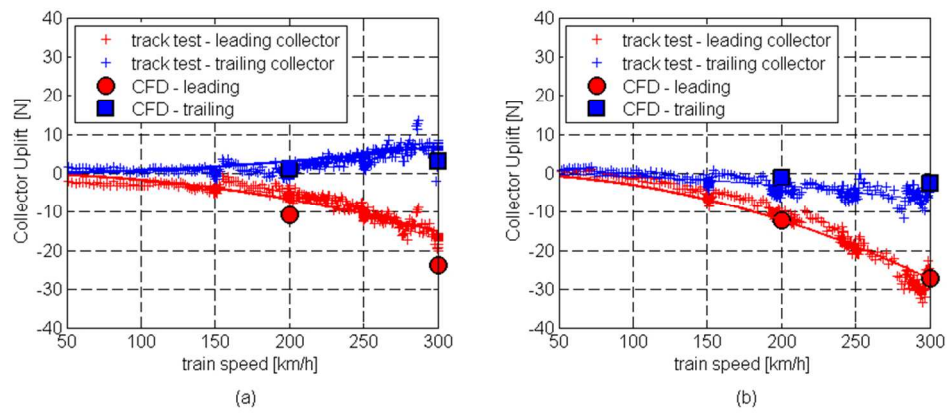 40
30
20
10
0
-10
-20
-30
-40
Collector Uplift [N]
+ track test - leading collector
+ track test - trailing collector
CFD - leading
CFD - trailing
50 100 150 200 250 300
train speed [km/h]
(a)
40
30
20
10
0
-10
-20
-30
-40
Collector Uplift [N]
+ track test - leading collector
+ track test - trailing collector
CFD - leading
CFD - trailing
50 100 150 200 250 300
train speed [km/h]
(b)